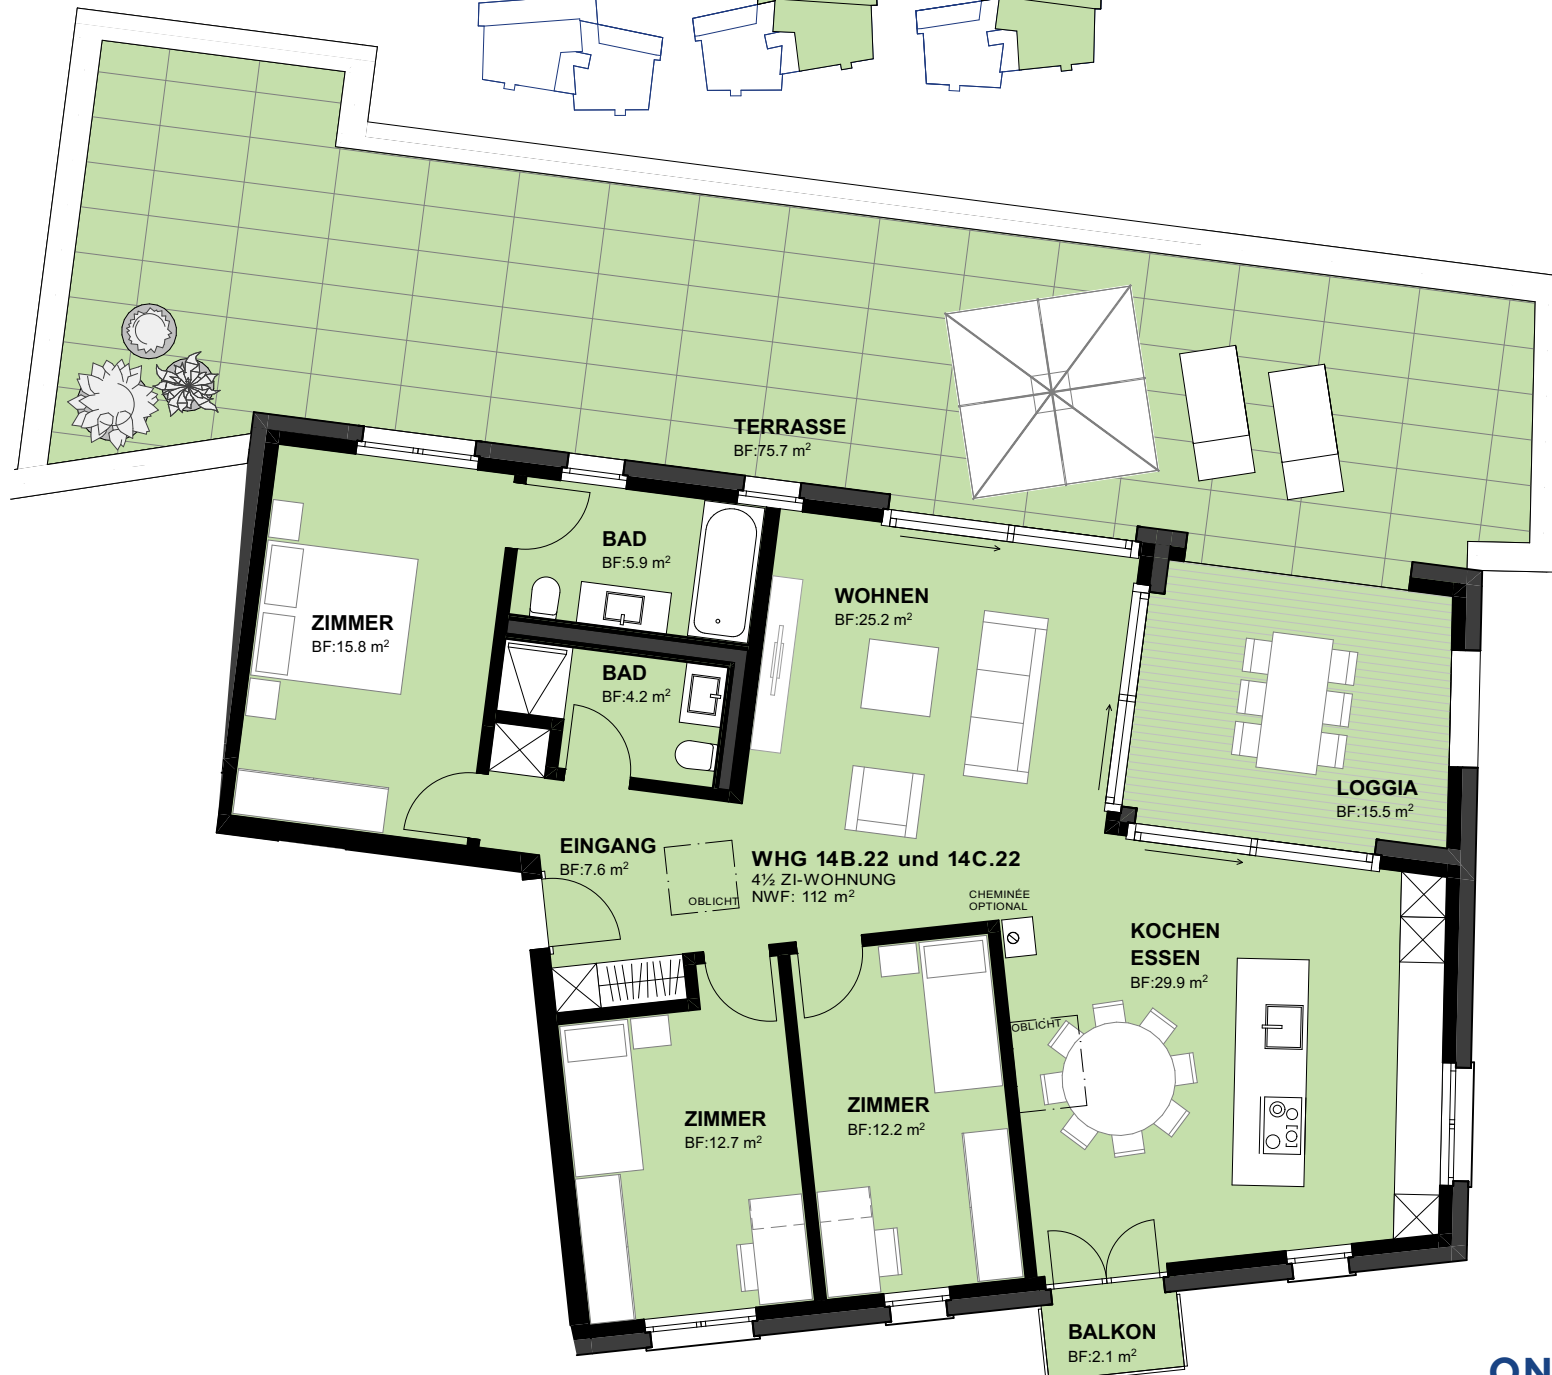 TERRASSE
BF:75.7 m²
BAD
BF:5.9 m²
WOHNEN
BF:25.2 m²
ZIMMER
BF:15.8 m²
BAD
BF:4.2 m²
LOGGIA
BF:15.5 m²
EINGANG
BF:7.6 m²
OBLICHT
WHG 14B.22 und 14C.22
4½ ZI-WOHNUNG
NWF: 112 m²
CHEMINÉE
OPTIONAL
KOCHEN
ESSEN
BF:29.9 m²
OBLICHT
ZIMMER
BF:12.7 m²
ZIMMER
BF:12.2 m²
BALKON
BF:2.1 m²